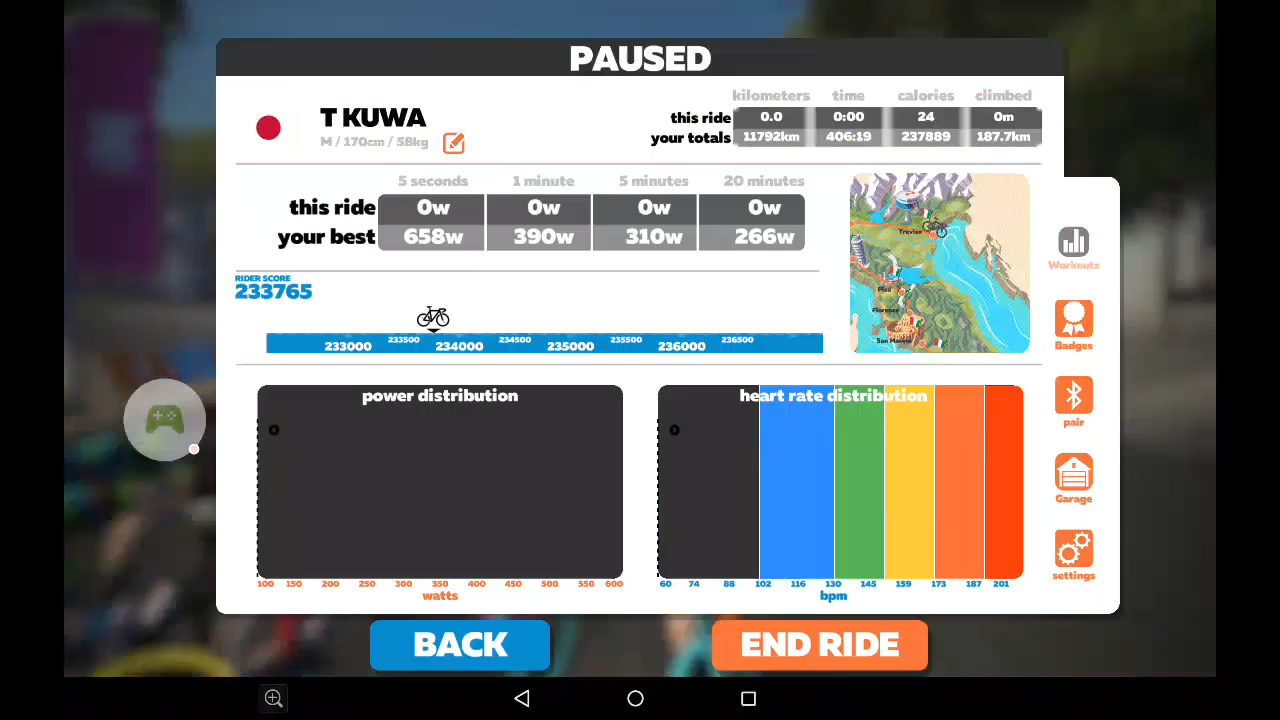 PAUSED
kilometers time calories climbed
T KUWA
this ride 0.0 0:00 24 0m
M / 170cm / 58kg
your totals 11792km 406:19 237889 187.7km
5 seconds 1 minute 5 minutes 20 minutes
this ride 0w 0w 0w 0w
your best 658w 390w 310w 266w
Treviso
Pisa
Florence
San Marino
RIDER SCORE
233765
233000 233500 234000 234500 235000 235500 236000 236500
Workouts
Badges
pair
Garage
settings
power distribution
0
100 150 200 250 300 350 400 450 500 550 600
watts
heart rate distribution
0
60 74 88 102 116 130 145 159 173 187 201
bpm
BACK
END RIDE